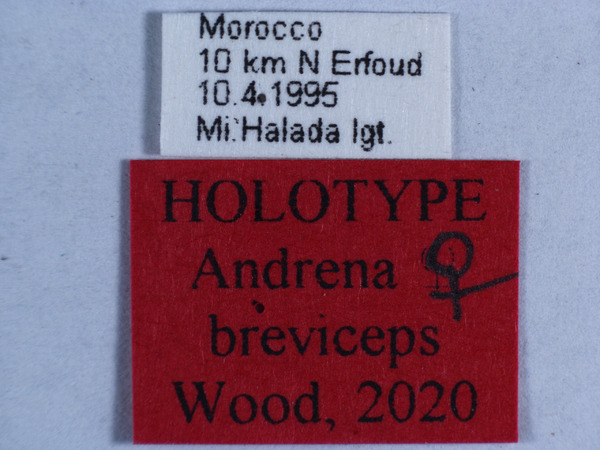 Morocco
10 km N Erfoud
10.4.1995
Mi.Halada lgt.
HOLOTYPE
Andrena ♀
breviceps
Wood, 2020